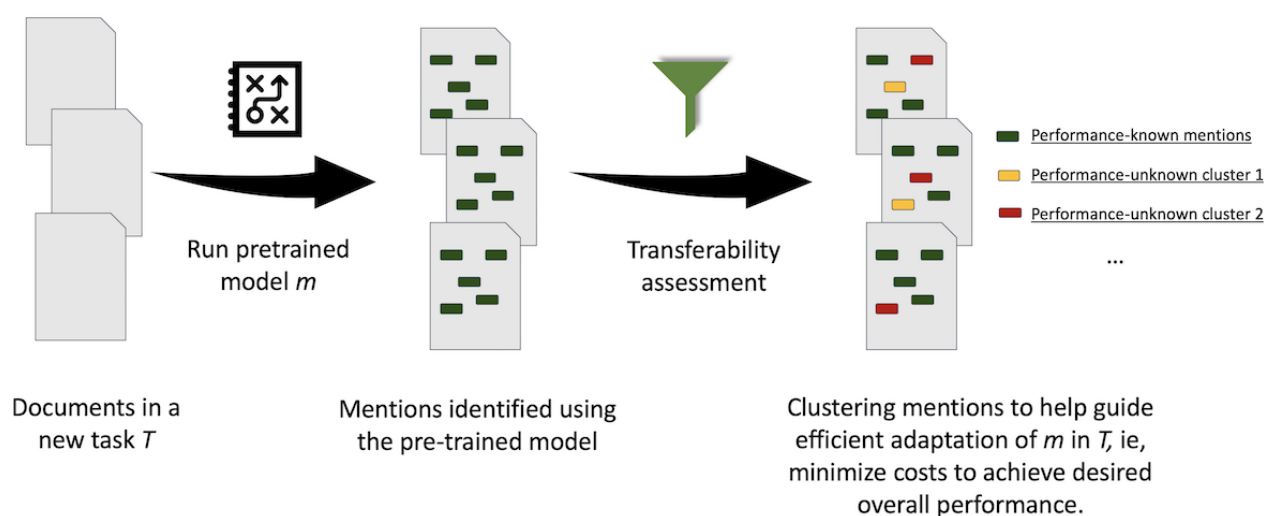 Run pretrained
model m
Transferability
assessment
Performance-known mentions
Performance-unknown cluster 1
Performance-unknown cluster 2
...
Documents in a
new task T
Mentions identified using
the pre-trained model
Clustering mentions to help guide
efficient adaptation of m in T, ie,
minimize costs to achieve desired
overall performance.